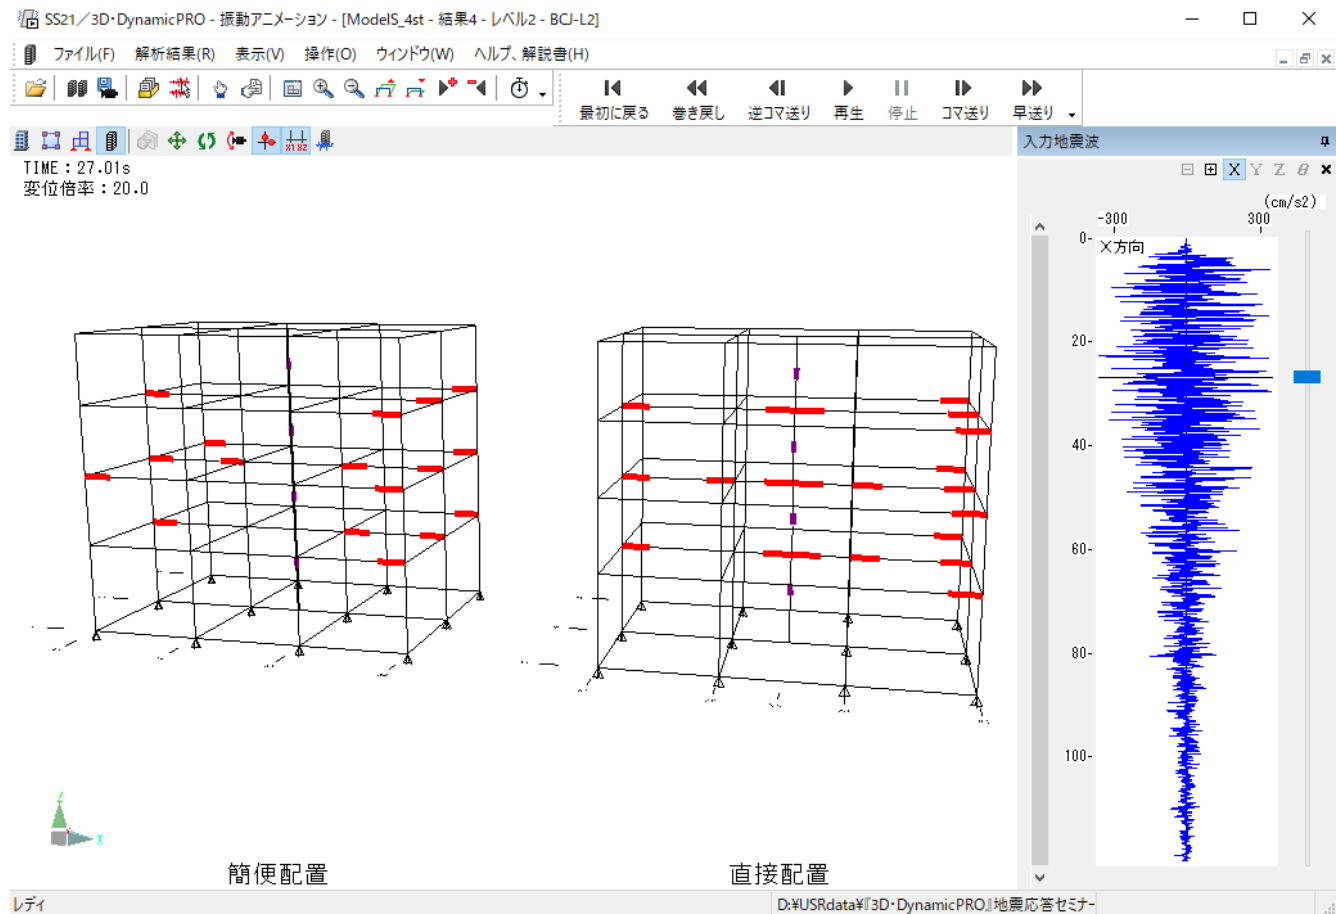 SS21／3D・DynamicPRO - 振動アニメーション - [ModelS_4st - 結果4 - レベル2 - BCJ-L2]
ファイル(F) 解析結果(R) 表示(V) 操作(O) ウィンドウ(W) ヘルプ、解説書(H)
最初に戻る 巻き戻し 逆コマ送り 再生 停止 コマ送り 早送り
入力地震波
TIME：27.01s
変位倍率：20.0
X Y Z θ
(cm/s2)
-300 300
X方向
0-
20-
40-
60-
80-
100-
Z
X
簡便配置 直接配置
レディ
D:¥USRdata¥『3D・DynamicPRO』地震応答セミナー